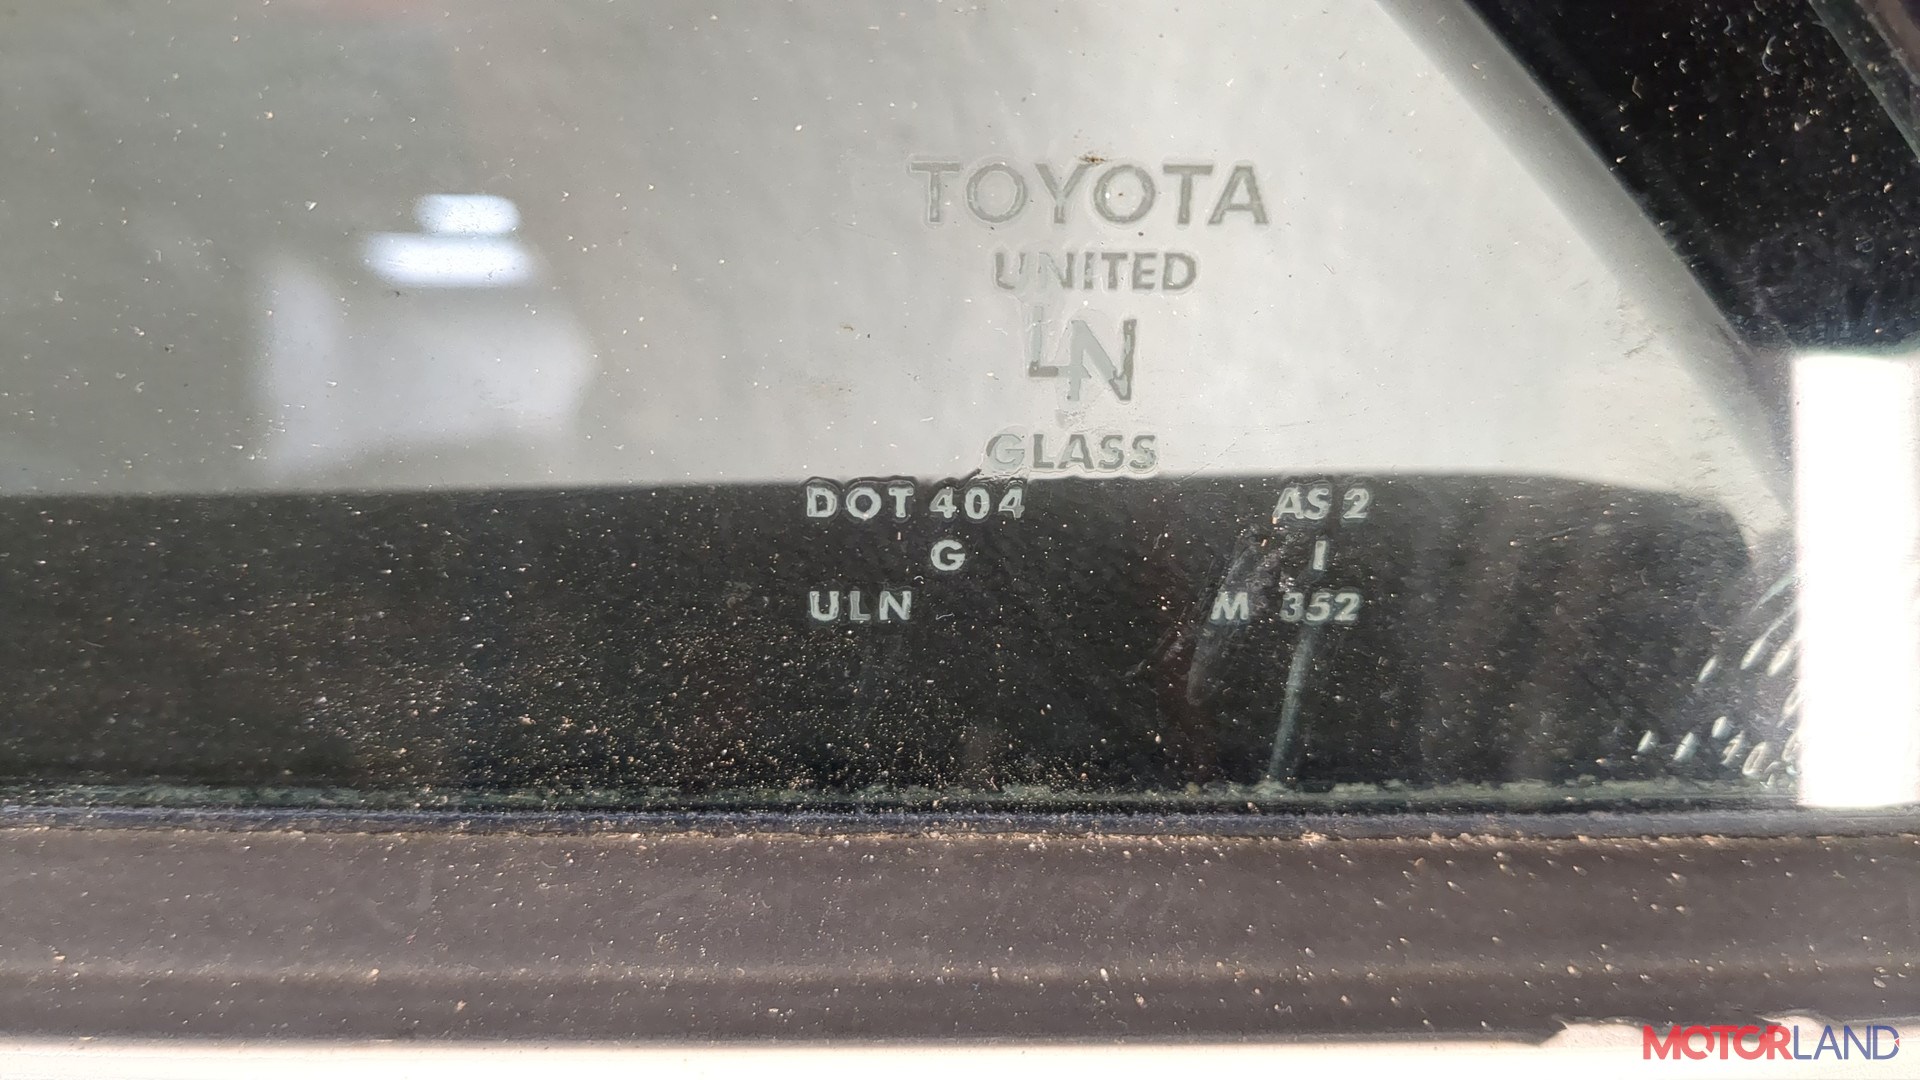 TOYOTA
UNITED
LN
GLASS
DOT 404 AS 2
G I
ULN M 352
MOTORLAND